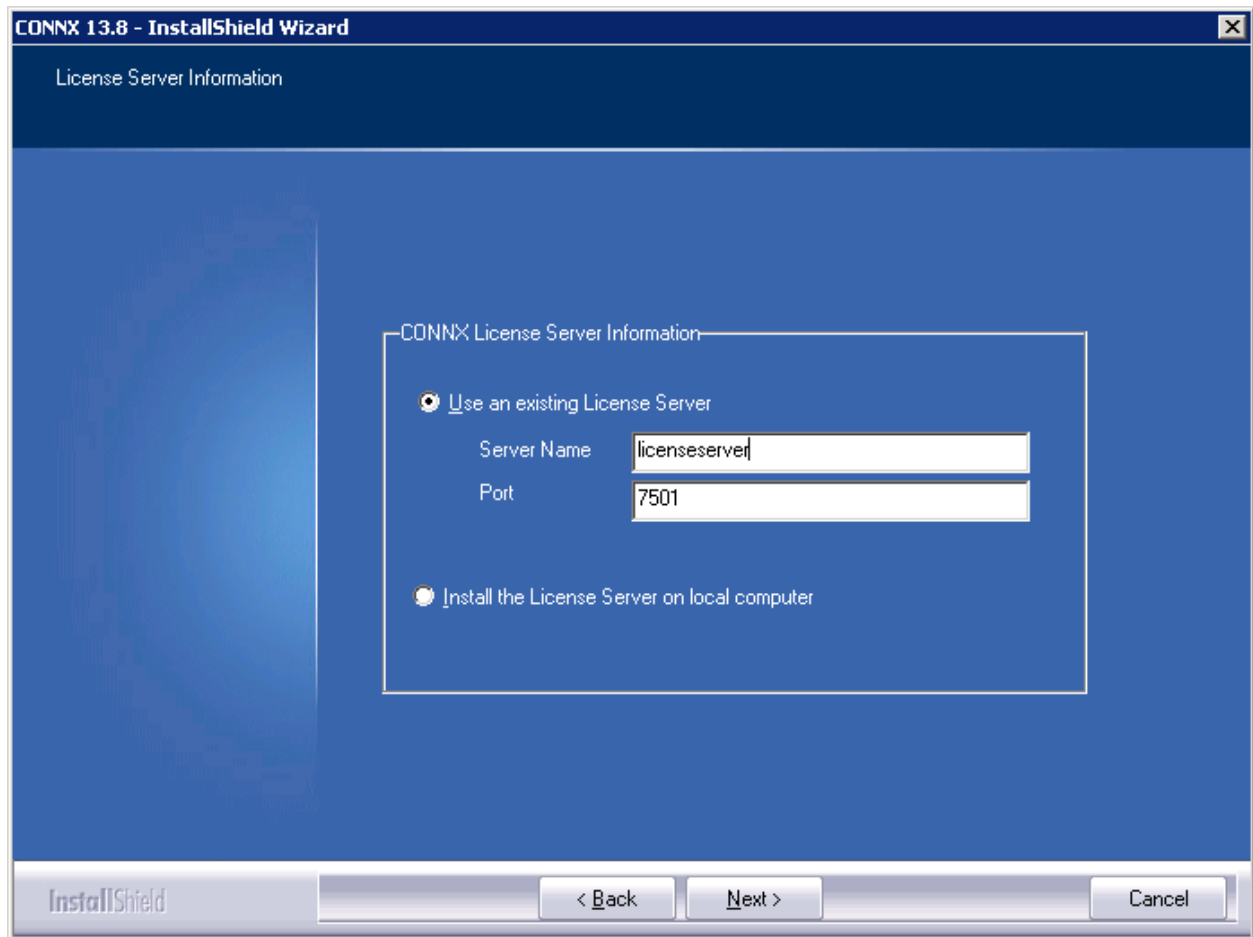 CONNX 13.8 - InstallShield Wizard
License Server Information
CONNX License Server Information
Use an existing License Server
Server Name licenseserver
Port 7501
Install the License Server on local computer
InstallShield
< Back Next > Cancel